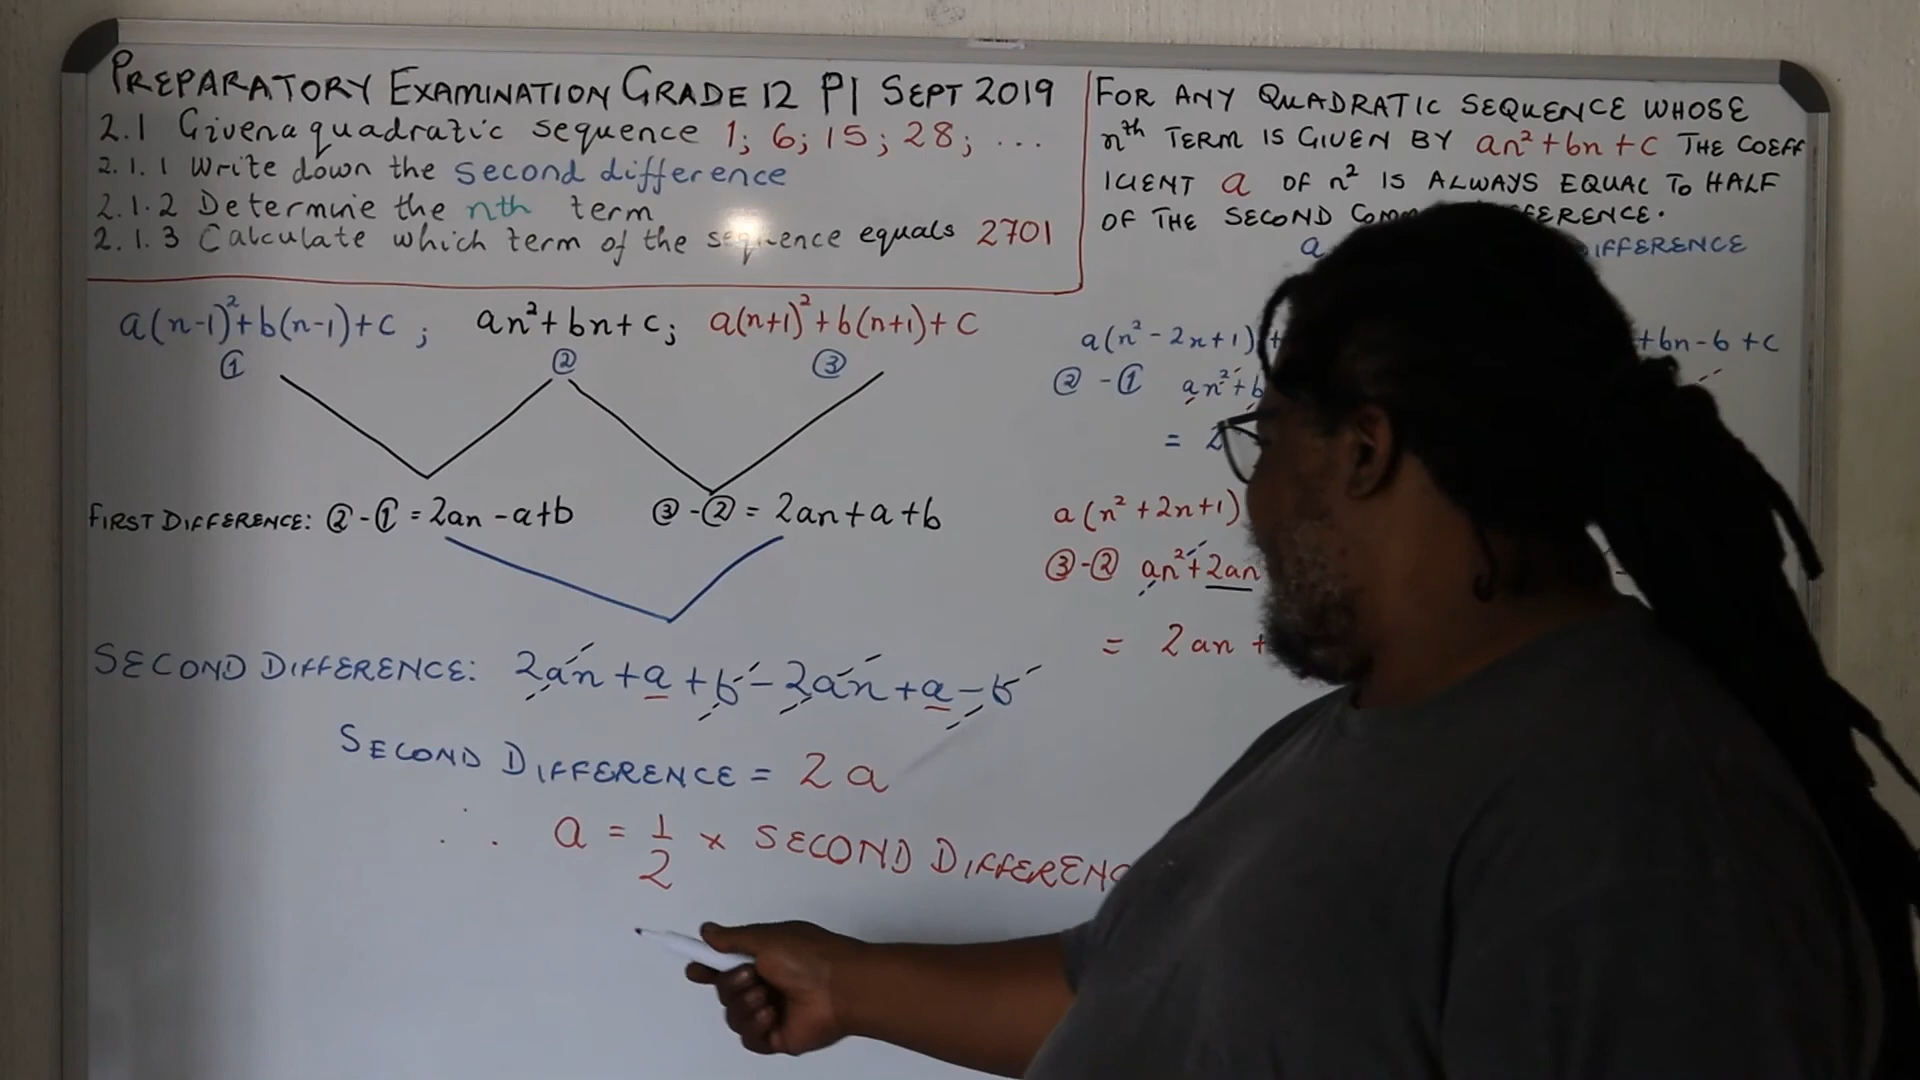 PREPARATORY EXAMINATION GRADE 12 P1 SEPT 2019
2.1 Given a quadratic sequence 1; 6; 15; 28; ...
2.1.1 Write down the second difference
2.1.2 Determine the nth term
2.1.3 Calculate which term of the sequence equals 2701
FOR ANY QUADRATIC SEQUENCE WHOSE
nth TERM IS GIVEN BY an²+bn+c THE COEFF
ICIENT a OF n² IS ALWAYS EQUAL TO HALF
OF THE SECOND
a DIFFERENCE
a(n-1)²+b(n-1)+c ; an²+bn+c; a(n+1)²+b(n+1)+c
① ② ③
FIRST DIFFERENCE: ②-①=2an-a+b ③-②=2an+a+b
SECOND DIFFERENCE: 2an+a+b-2an+a-b
SECOND DIFFERENCE = 2a
∴ a = 1/2 × SECOND
a(n²-2n+1) + +bn-b+c
②-① an²+b
= 2
a(n²+2n+1)
③-② an²+2an
= 2an +